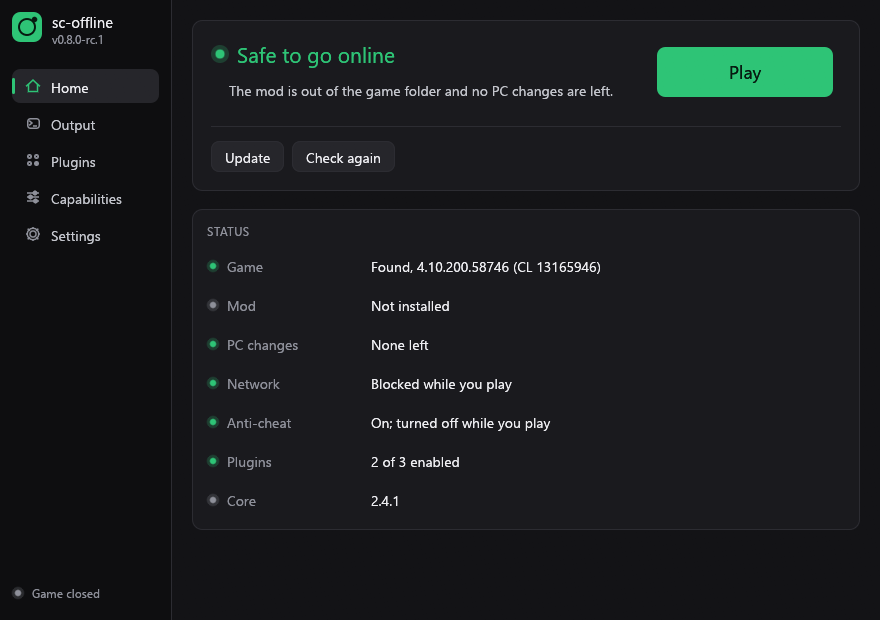 sc-offline
v0.8.0-rc.1
Home
Output
Plugins
Capabilities
Settings
Game closed
Safe to go online
The mod is out of the game folder and no PC changes are left.
Play
Update
Check again
STATUS
Game Found, 4.10.200.58746 (CL 13165946)
Mod Not installed
PC changes None left
Network Blocked while you play
Anti-cheat On; turned off while you play
Plugins 2 of 3 enabled
Core 2.4.1